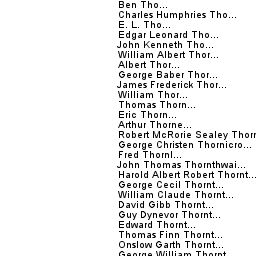 Ben Tho...
Charles Humphries Tho...
E. L. Tho...
Edgar Leonard Tho...
John Kenneth Tho...
William Albert Thor...
Albert Thor...
George Baber Thor...
James Frederick Thor...
William Thor...
Thomas Thorn...
Eric Thorn...
Arthur Thorne...
Robert McRorie Sealey Thorn
George Christen Thornicro...
Fred Thornl...
John Thomas Thornthwai...
Harold Albert Robert Thornt...
George Cecil Thornt...
William Claude Thornt...
David Gibb Thornt...
Guy Dynevor Thornt...
Edward Thornt...
Thomas Finn Thornt...
Onslow Garth Thornt...
George William Thornt